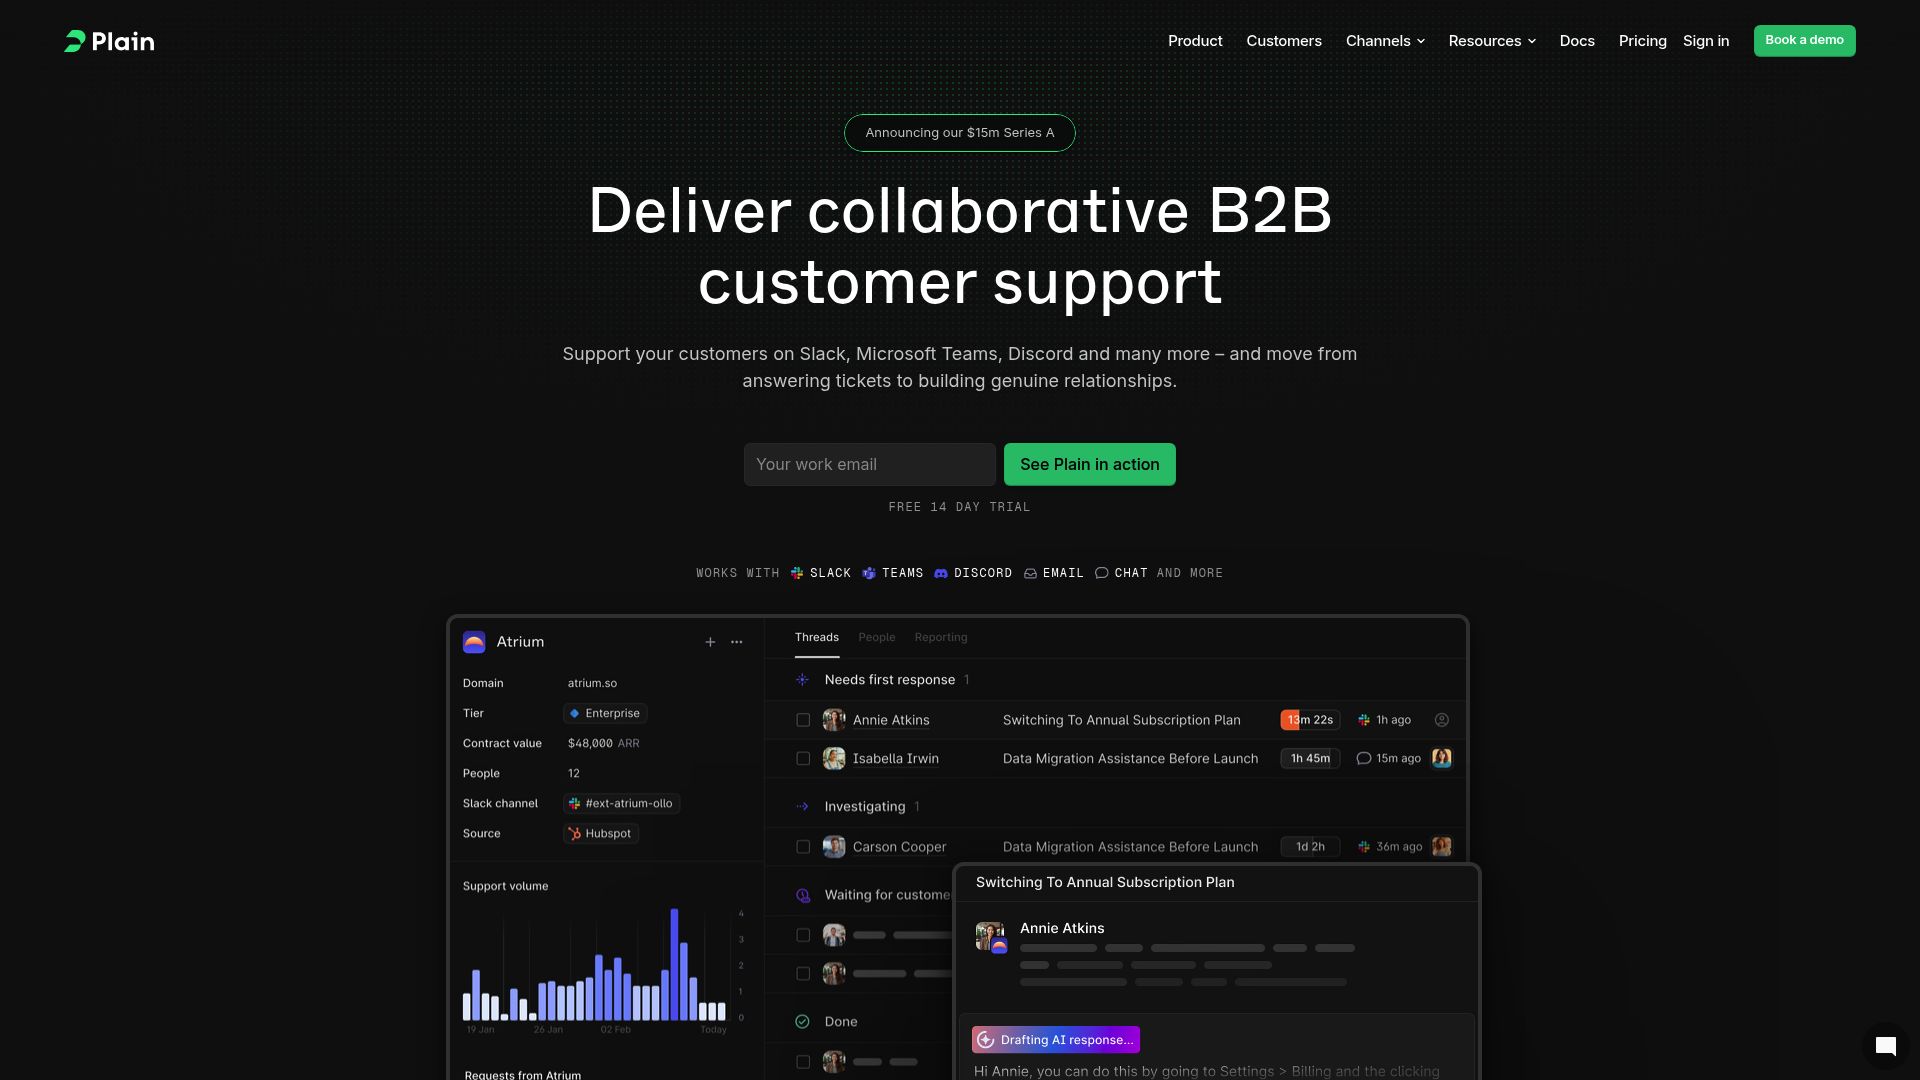 Plain
Product Customers Channels Resources Docs Pricing Sign in Book a demo
Announcing our $15m Series A
Deliver collaborative B2B
customer support
Support your customers on Slack, Microsoft Teams, Discord and many more – and move from
answering tickets to building genuine relationships.
Your work email See Plain in action
FREE 14 DAY TRIAL
WORKS WITH SLACK TEAMS DISCORD EMAIL CHAT AND MORE
Atrium
Domain atrium.so
Tier Enterprise
Contract value $48,000 ARR
People 12
Slack channel #ext-atrium-ollo
Source Hubspot
Support volume
4
3
2
1
0
19 Jan 26 Jan 02 Feb Today
Requests from Atrium
Threads People Reporting
Needs first response 1
Annie Atkins Switching To Annual Subscription Plan 13m 22s 1h ago
Isabella Irwin Data Migration Assistance Before Launch 1h 45m 15m ago
Investigating 1
Carson Cooper Data Migration Assistance Before Launch 1d 2h 36m ago
Waiting for custome
Done
Switching To Annual Subscription Plan
Annie Atkins
Drafting AI response...
Hi Annie, you can do this by going to Settings > Billing and the clicking